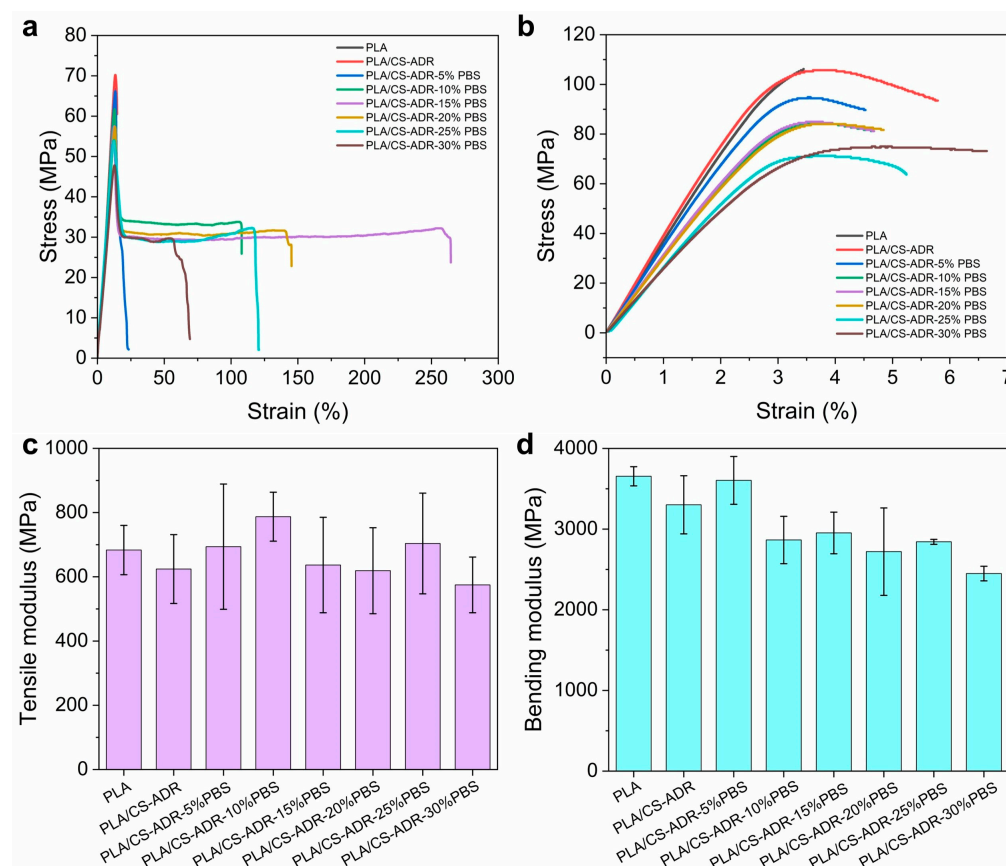 a
80
70
60
50
40
30
20
10
0
Stress (MPa)
0 50 100 150 200 250 300
Strain (%)
PLA
PLA/CS-ADR
PLA/CS-ADR-5% PBS
PLA/CS-ADR-10% PBS
PLA/CS-ADR-15% PBS
PLA/CS-ADR-20% PBS
PLA/CS-ADR-25% PBS
PLA/CS-ADR-30% PBS
b
120
100
80
60
40
20
0
Stress (MPa)
0 1 2 3 4 5 6 7
Strain (%)
PLA
PLA/CS-ADR
PLA/CS-ADR-5% PBS
PLA/CS-ADR-10% PBS
PLA/CS-ADR-15% PBS
PLA/CS-ADR-20% PBS
PLA/CS-ADR-25% PBS
PLA/CS-ADR-30% PBS
c
1000
800
600
400
200
0
Tensile modulus (MPa)
PLA
PLA/CS-ADR
PLA/CS-ADR-5%PBS
PLA/CS-ADR-10%PBS
PLA/CS-ADR-15%PBS
PLA/CS-ADR-20%PBS
PLA/CS-ADR-25%PBS
PLA/CS-ADR-30%PBS
d
4000
3000
2000
1000
0
Bending modulus (MPa)
PLA
PLA/CS-ADR
PLA/CS-ADR-5%PBS
PLA/CS-ADR-10%PBS
PLA/CS-ADR-15%PBS
PLA/CS-ADR-20%PBS
PLA/CS-ADR-25%PBS
PLA/CS-ADR-30%PBS